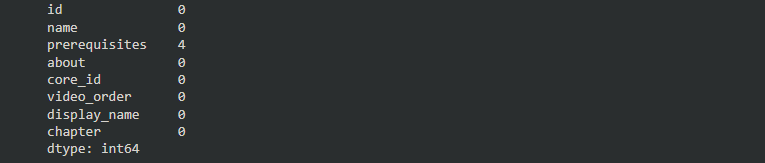 id 0
name 0
prerequisites 4
about 0
core_id 0
video_order 0
display_name 0
chapter 0
dtype: int64